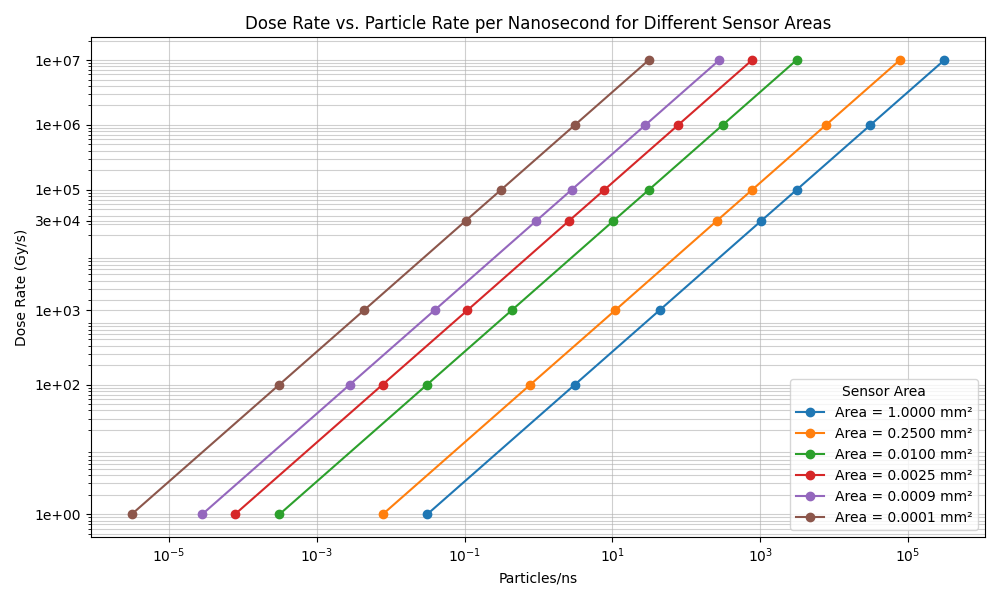 Dose Rate vs. Particle Rate per Nanosecond for Different Sensor Areas
1e+07
1e+06
1e+05
3e+04
1e+03
1e+02
1e+00
Dose Rate (Gy/s)
Sensor Area
Area = 1.0000 mm²
Area = 0.2500 mm²
Area = 0.0100 mm²
Area = 0.0025 mm²
Area = 0.0009 mm²
Area = 0.0001 mm²
10⁻⁵ 10⁻³ 10⁻¹ 10¹ 10³ 10⁵
Particles/ns